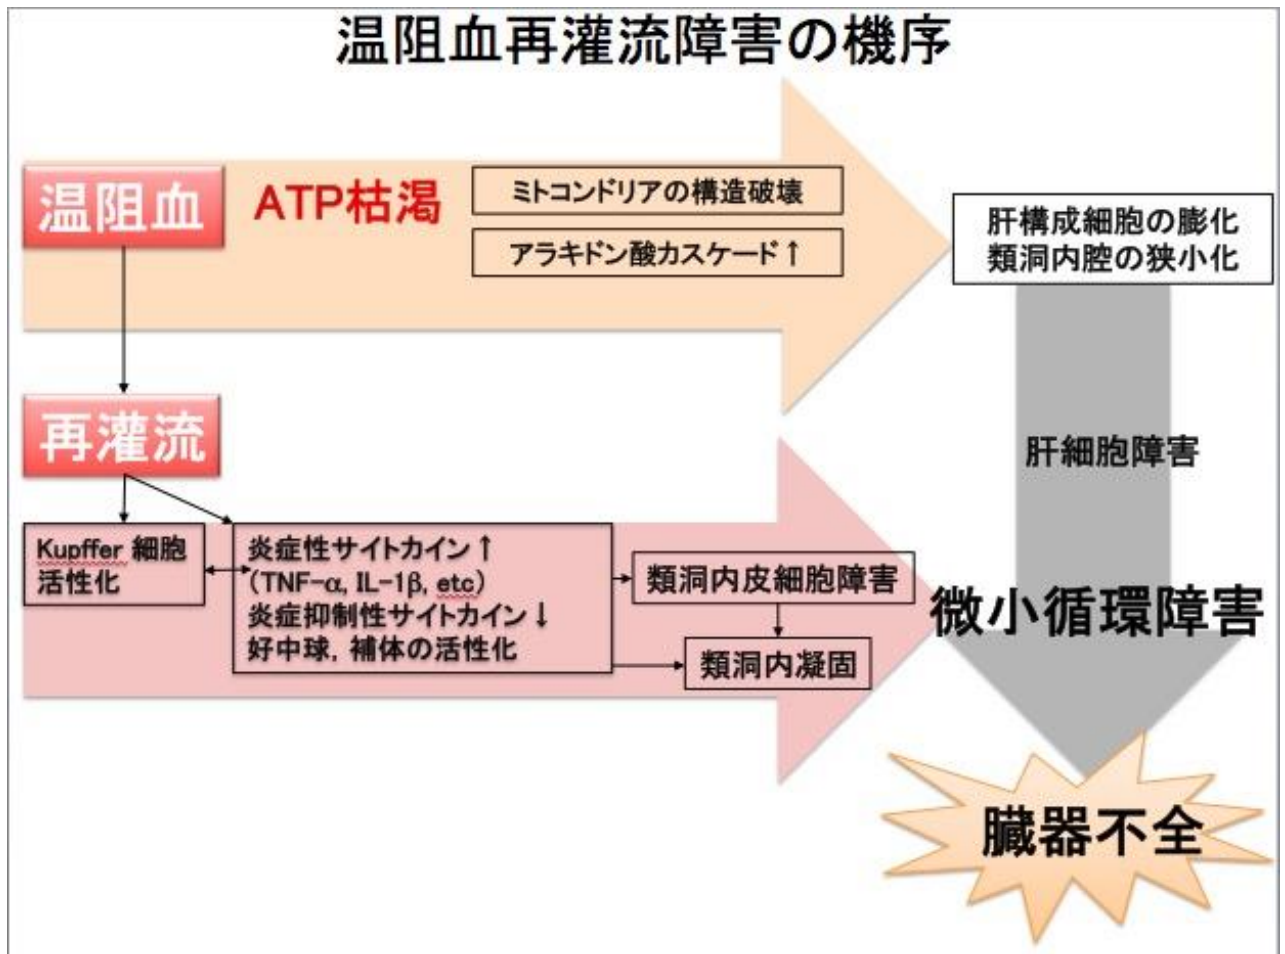 温阻血再灌流障害の機序
温阻血
ATP枯渇
ミトコンドリアの構造破壊
アラキドン酸カスケード↑
肝構成細胞の膨化
類洞内腔の狭小化
再灌流
肝細胞障害
Kupffer 細胞
活性化
炎症性サイトカイン↑
(TNF-α, IL-1β, etc)
炎症抑制性サイトカイン↓
好中球, 補体の活性化
類洞内皮細胞障害
類洞内凝固
微小循環障害
臓器不全